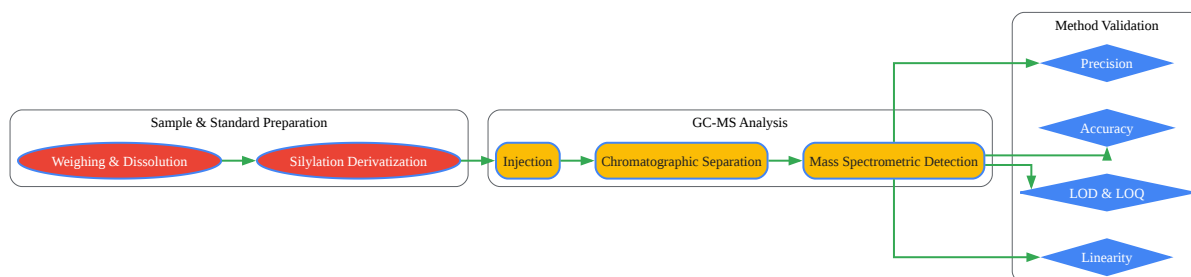 Method Validation
Precision
Sample & Standard Preparation
GC-MS Analysis
Accuracy
Weighing & Dissolution
Silylation Derivatization
Injection
Chromatographic Separation
Mass Spectrometric Detection
LOD & LOQ
Linearity